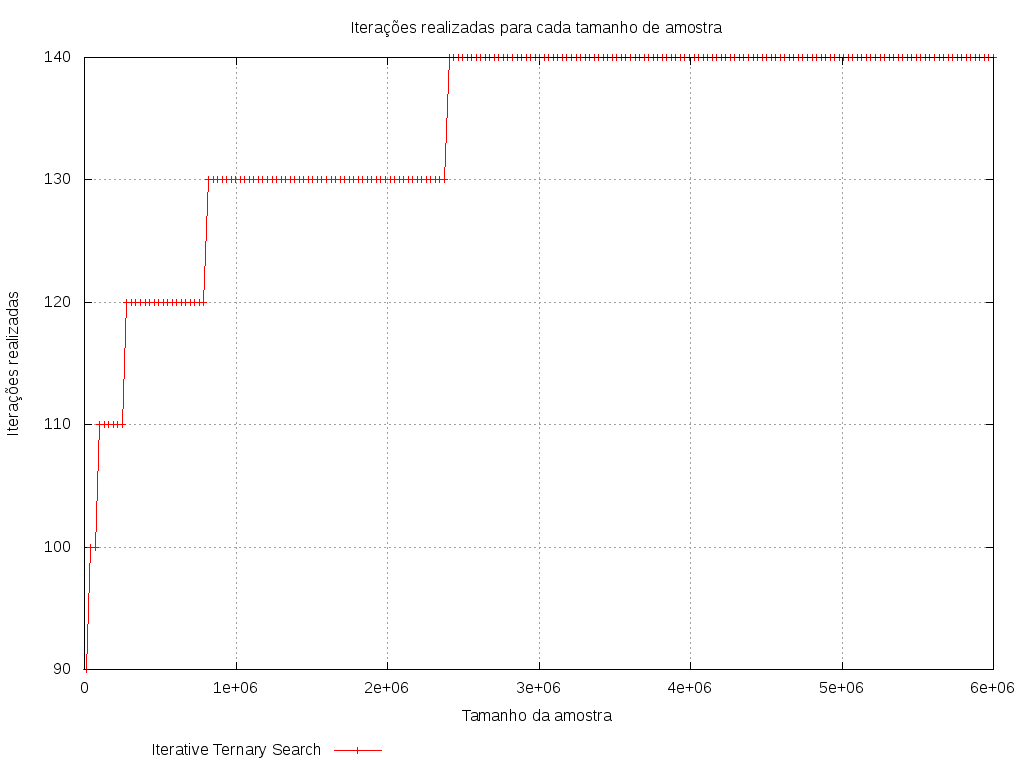 Iterações realizadas para cada tamanho de amostra
140
130
120
110
100
90
Iterações realizadas
0 1e+06 2e+06 3e+06 4e+06 5e+06 6e+06
Tamanho da amostra
Iterative Ternary Search